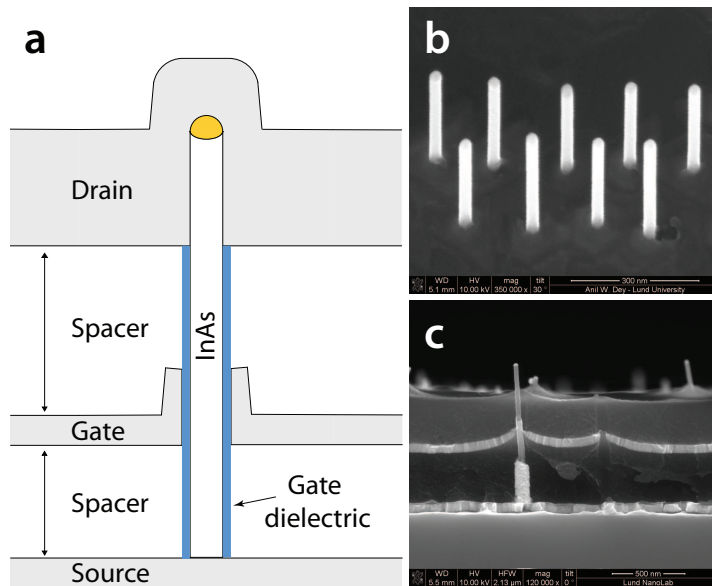 a
Drain
Spacer
InAs
Gate
Spacer
Gate
dielectric
Source
b
WD HV mag tilt 300 nm
5.1 mm 10.00 kV 350 000 x 30 ° Anil W. Dey - Lund University
c
WD HV HFW mag tilt 500 nm
5.5 mm 10.00 kV 2.13 µm 120 000 x 0 ° Lund NanoLab